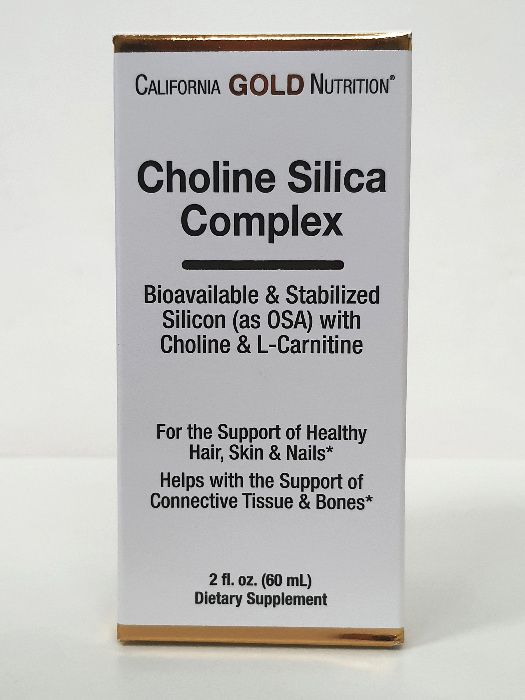 CALIFORNIA GOLD NUTRITION®
Choline Silica
Complex
Bioavailable & Stabilized
Silicon (as OSA) with
Choline & L-Carnitine
For the Support of Healthy
Hair, Skin & Nails*
Helps with the Support of
Connective Tissue & Bones*
2 fl. oz. (60 mL)
Dietary Supplement